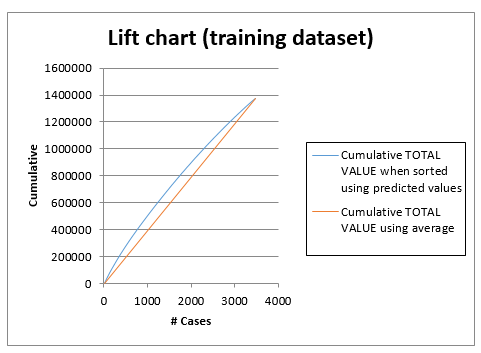 Lift chart (training dataset)
1600000
1400000
1200000
1000000
800000
600000
400000
200000
0
Cumulative
0 1000 2000 3000 4000
# Cases
Cumulative TOTAL
VALUE when sorted
using predicted values
Cumulative TOTAL
VALUE using average